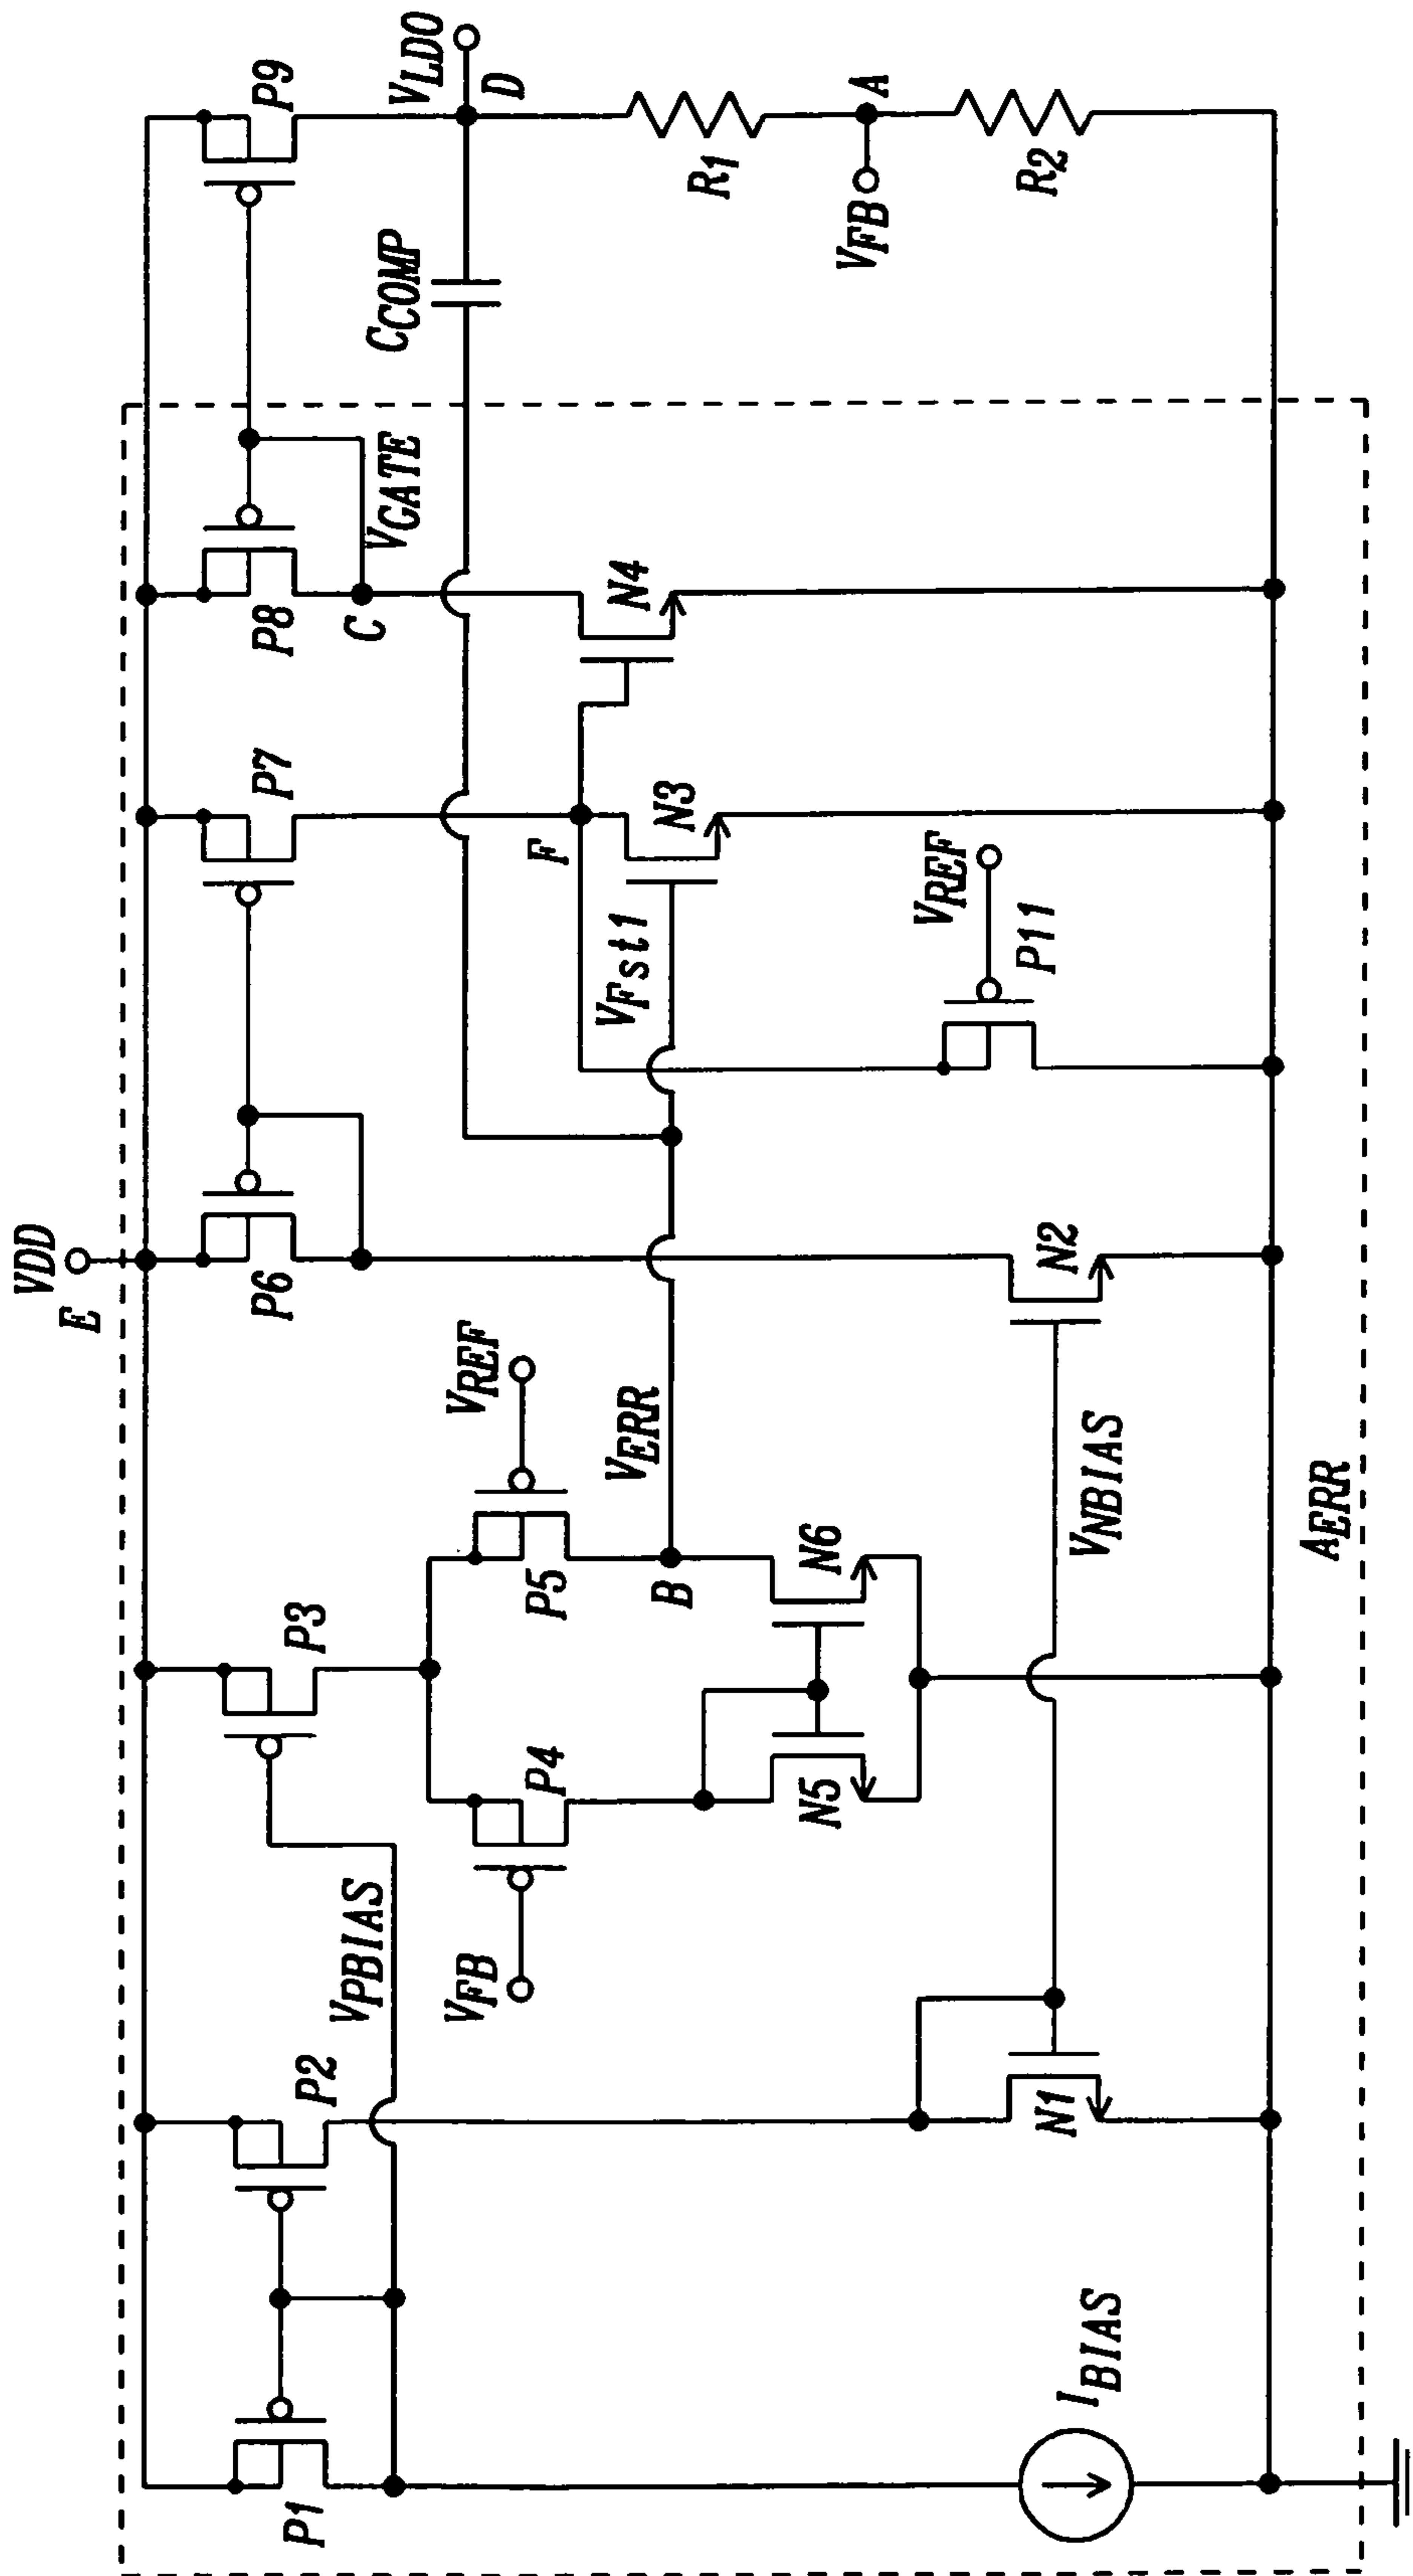 VDD
E
P1
P2
VPBIAS
P3
P6
P7
P8
P9
VGATE
C
CCOMP
VLDO
D
VFB
P4
P5
VREF
VERR
B
VFst1
F
N3
N4
R1
A
VFB
R2
N5
N6
VREF
P11
N1
VNBIAS
N2
IBIAS
AERR